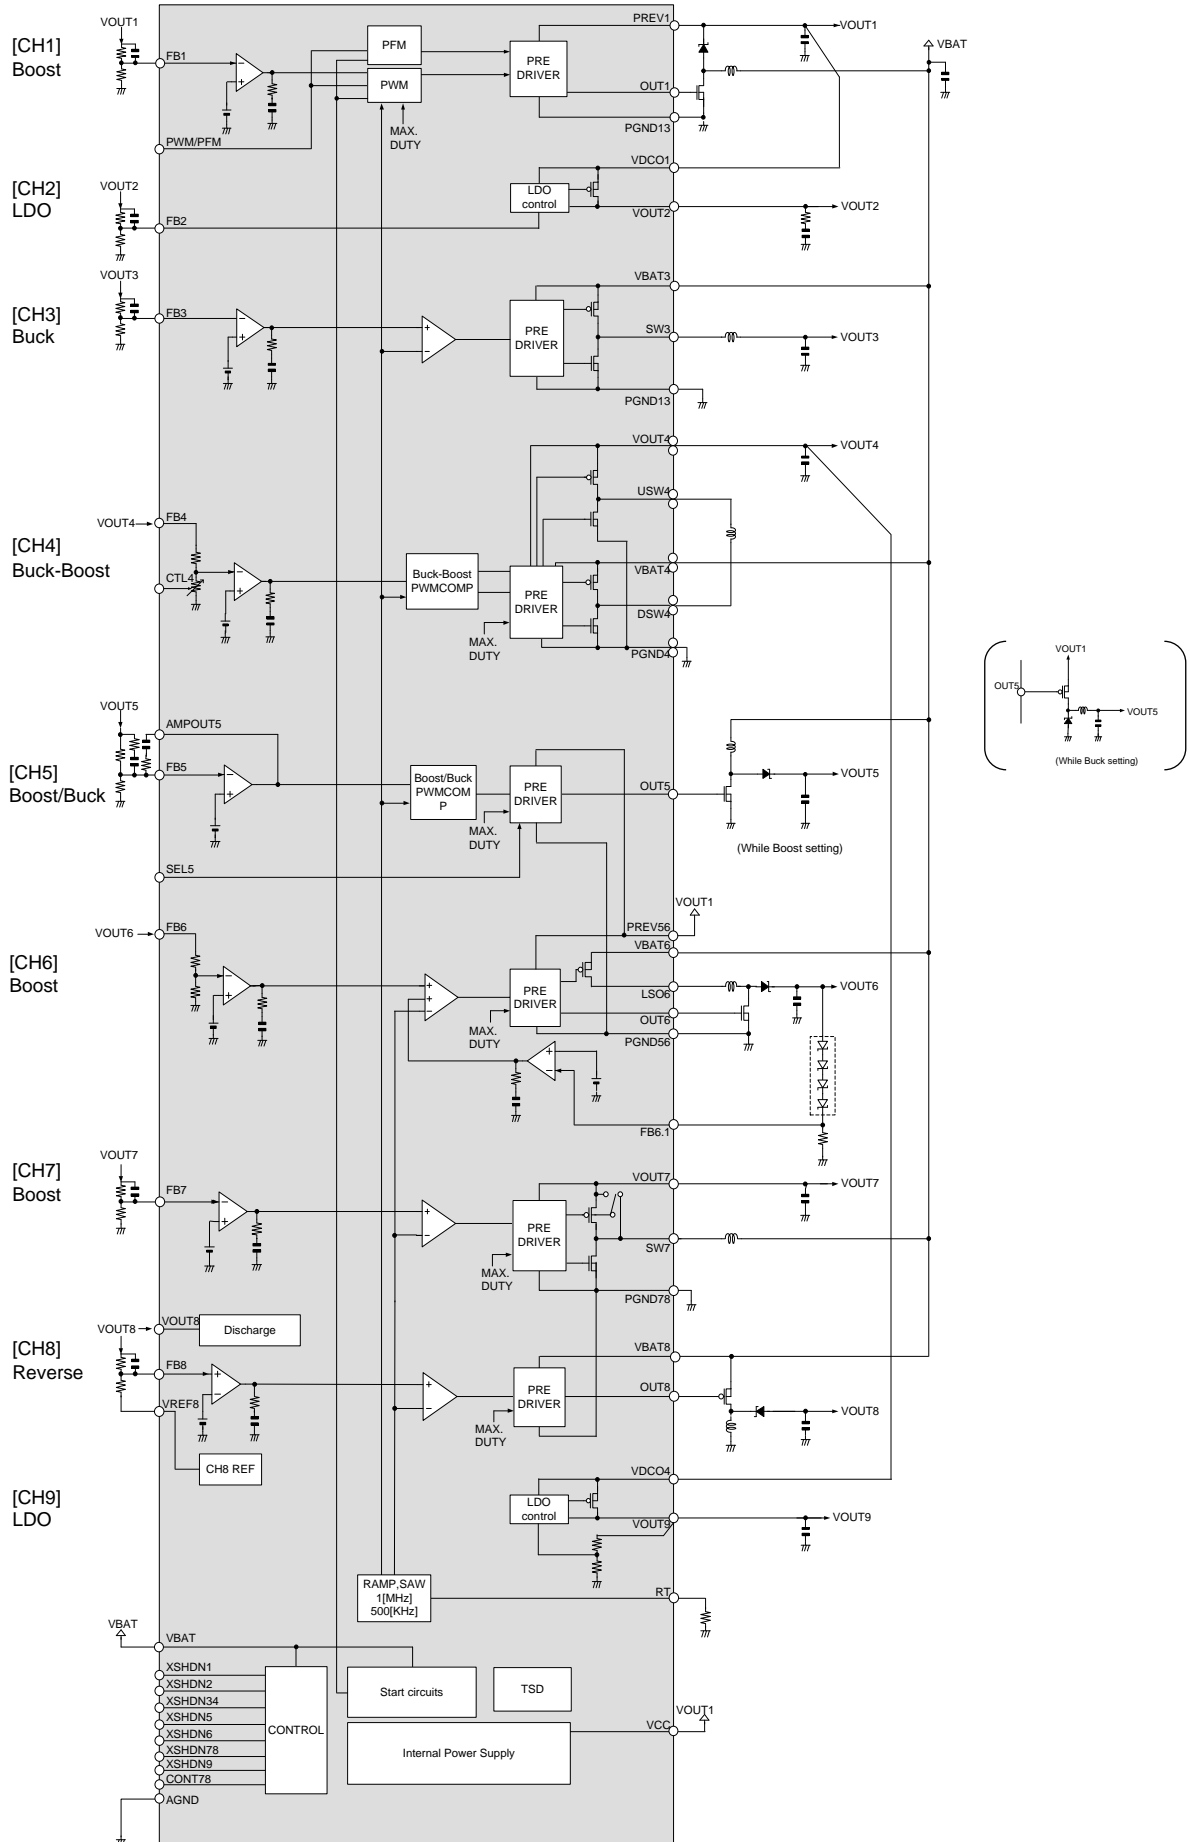 [CH1]
Boost
VOUT1
FB1
PWM/PFM
PFM
PWM
MAX.
DUTY
PRE
DRIVER
PREV1
OUT1
PGND13
VOUT1
VBAT
[CH2]
LDO
VOUT2
FB2
LDO
control
VDCO1
VOUT2
VOUT2
[CH3]
Buck
VOUT3
FB3
PRE
DRIVER
VBAT3
SW3
PGND13
VOUT3
[CH4]
Buck-Boost
VOUT4
FB4
CTL4
Buck-Boost
PWMCOMP
MAX.
DUTY
PRE
DRIVER
VOUT4
USW4
VBAT4
DSW4
PGND4
VOUT4
VOUT1
OUT5
VOUT5
(While Buck setting)
[CH5]
Boost/Buck
VOUT5
AMPOUT5
FB5
SEL5
Boost/Buck
PWMCOM
P
MAX.
DUTY
PRE
DRIVER
OUT5
VOUT5
(While Boost setting)
[CH6]
Boost
VOUT6
FB6
MAX.
DUTY
PRE
DRIVER
VOUT1
PREV56
VBAT6
LSO6
OUT6
PGND56
FB6.1
VOUT6
[CH7]
Boost
VOUT7
FB7
MAX.
DUTY
PRE
DRIVER
VOUT7
SW7
PGND78
VOUT7
[CH8]
Reverse
VOUT8
VOUT8
Discharge
FB8
VREF8
CH8 REF
MAX.
DUTY
PRE
DRIVER
VBAT8
OUT8
VOUT8
[CH9]
LDO
LDO
control
VDCO4
VOUT9
VOUT9
RAMP,SAW
1[MHz]
500[KHz]
RT
VBAT
VBAT
XSHDN1
XSHDN2
XSHDN34
XSHDN5
XSHDN6
XSHDN78
XSHDN9
CONT78
AGND
CONTROL
Start circuits
TSD
Internal Power Supply
VCC
VOUT1